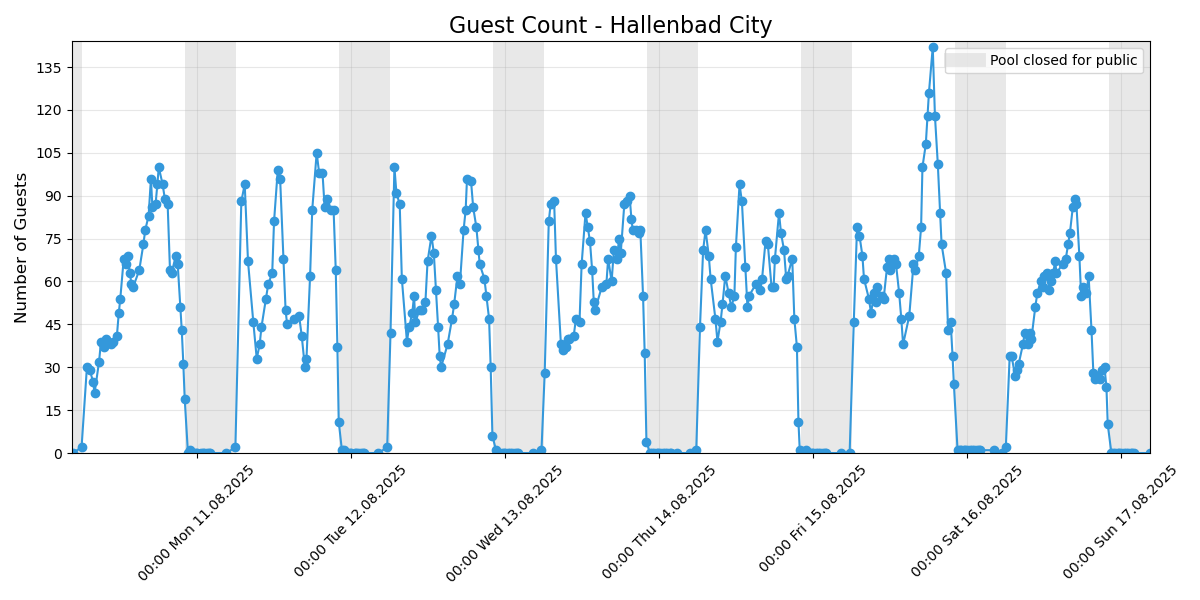 Guest Count - Hallenbad City
Pool closed for public
Number of Guests
135
120
105
90
75
60
45
30
15
0
00:00 Mon 11.08.2025
00:00 Tue 12.08.2025
00:00 Wed 13.08.2025
00:00 Thu 14.08.2025
00:00 Fri 15.08.2025
00:00 Sat 16.08.2025
00:00 Sun 17.08.2025